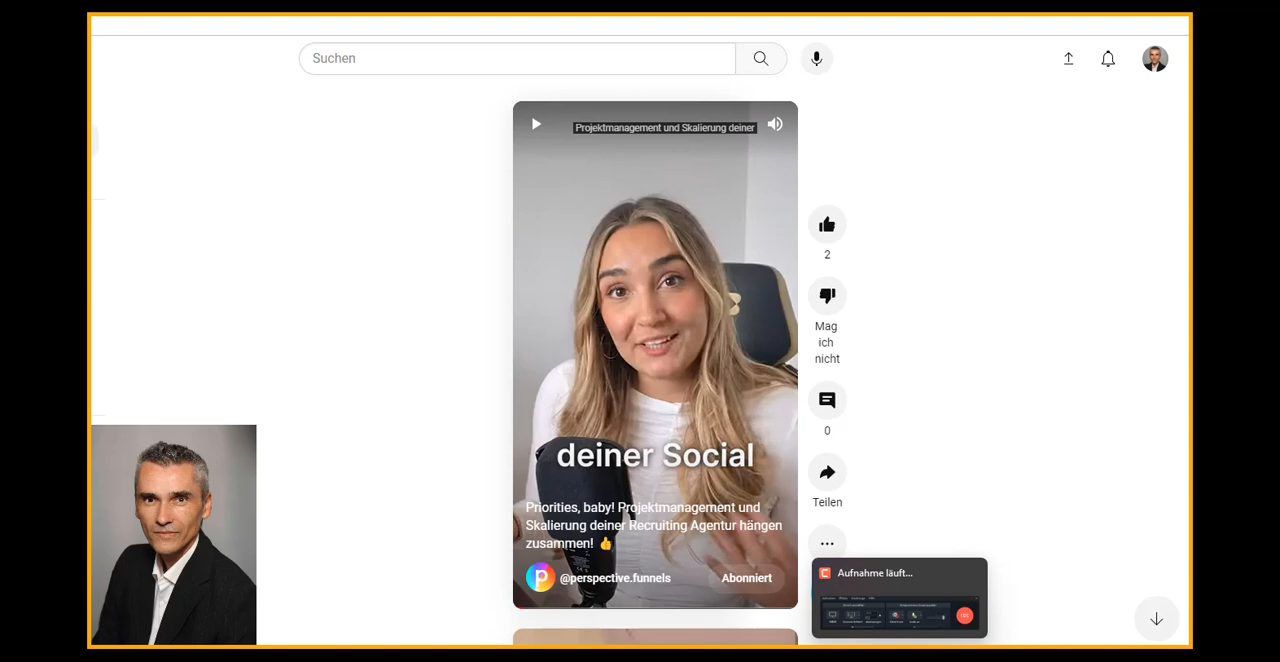 Suchen
Projektmanagement und Skalierung deiner
2
Mag
ich
nicht
0
deiner Social
Teilen
Priorities, baby! Projektmanagement und
Skalierung deiner Recruiting Agentur hängen
zusammen! 👍
@perspective.funnels
Abonniert
Aufnahme läuft...